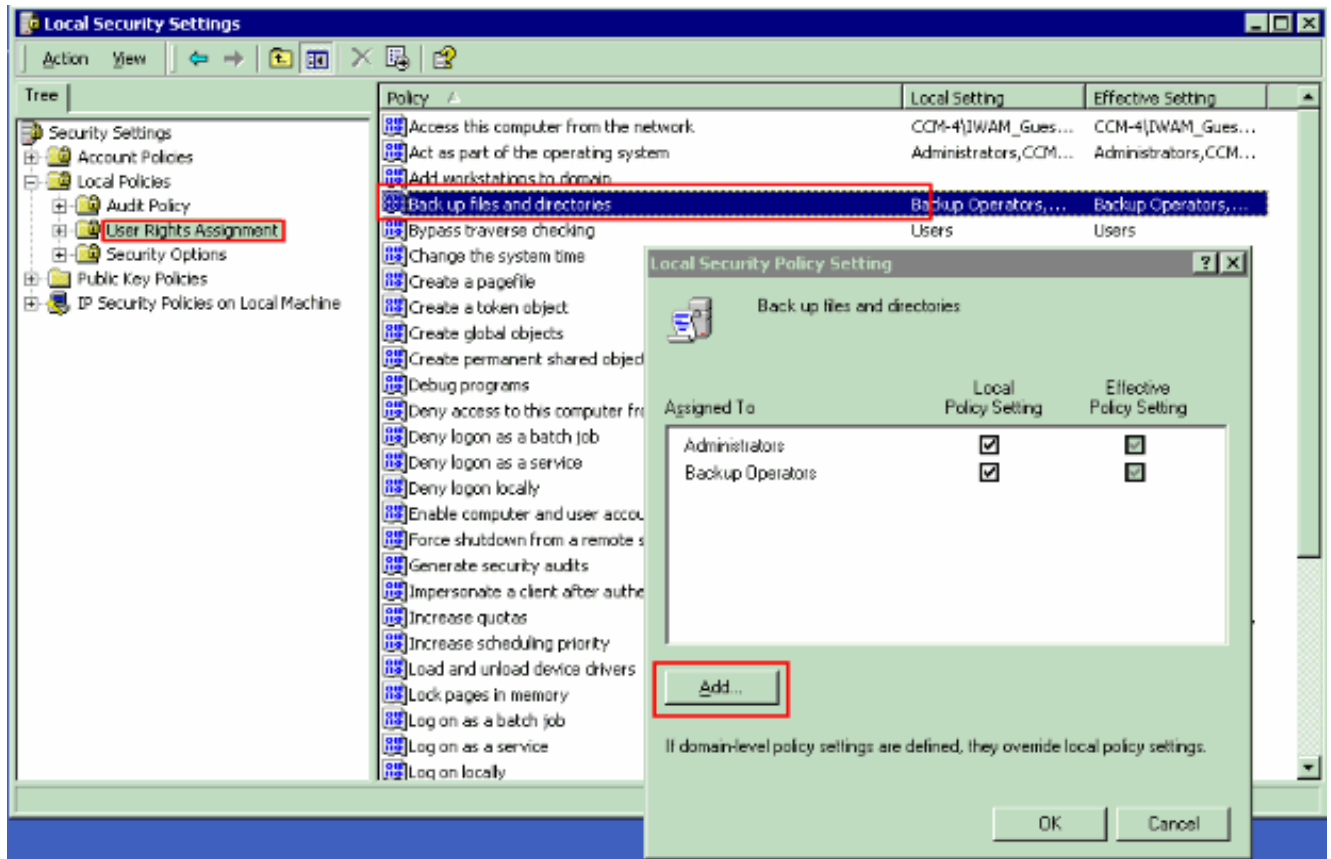 Local Security Settings
Action View
Tree
Security Settings
Account Policies
Local Policies
Audit Policy
User Rights Assignment
Security Options
Public Key Policies
IP Security Policies on Local Machine
Policy Local Setting Effective Setting
Access this computer from the network CCM-4\IWAM_Gues... CCM-4\IWAM_Gues...
Act as part of the operating system Administrators,CCM... Administrators,CCM...
Add workstations to domain
Back up files and directories Backup Operators,... Backup Operators,...
Bypass traverse checking Users Users
Change the system time
Create a pagefile
Create a token object
Create global objects
Create permanent shared object
Debug programs
Deny access to this computer fro
Deny logon as a batch job
Deny logon as a service
Deny logon locally
Enable computer and user accou
Force shutdown from a remote s
Generate security audits
Impersonate a client after authe
Increase quotas
Increase scheduling priority
Load and unload device drivers
Lock pages in memory
Log on as a batch job
Log on as a service
Log on locally
Local Security Policy Setting
Back up files and directories
Assigned To Local Policy Setting Effective Policy Setting
Administrators
Backup Operators
Add...
If domain-level policy settings are defined, they override local policy settings.
OK Cancel